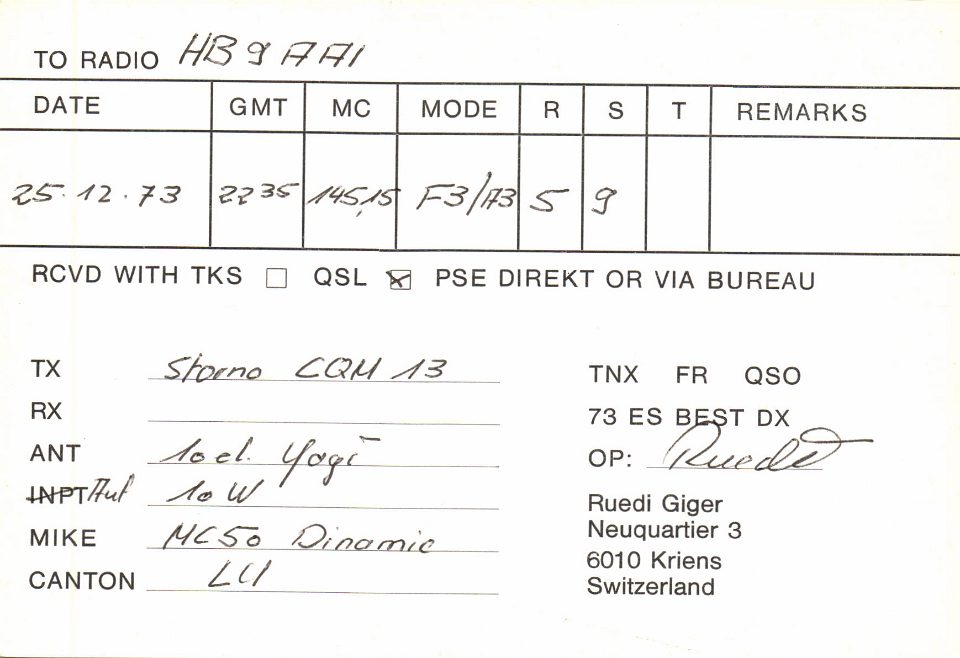 TO RADIO HB9AAI
DATE GMT MC MODE R S T REMARKS
25.12.73 2235 145,15 F3/A3 5 9
RCVD WITH TKS QSL PSE DIREKT OR VIA BUREAU
TX Storno CQM 13
RX
ANT 10 el. Yagi
INPT Aut 10 W
MIKE MC50 Dinamic
CANTON LU
TNX FR QSO
73 ES BEST DX
OP: Ruedi
Ruedi Giger
Neuquartier 3
6010 Kriens
Switzerland